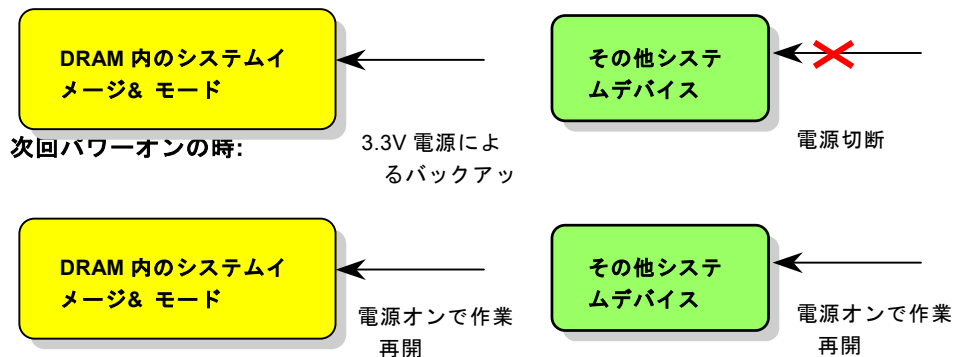 DRAM 内のシステムイ
メージ& モード
その他システ
ムデバイス
3.3V 電源によ
るバックアッ
電源切断
次回パワーオンの時:
DRAM 内のシステムイ
メージ& モード
その他システ
ムデバイス
電源オンで作業
再開
電源オンで作業
再開